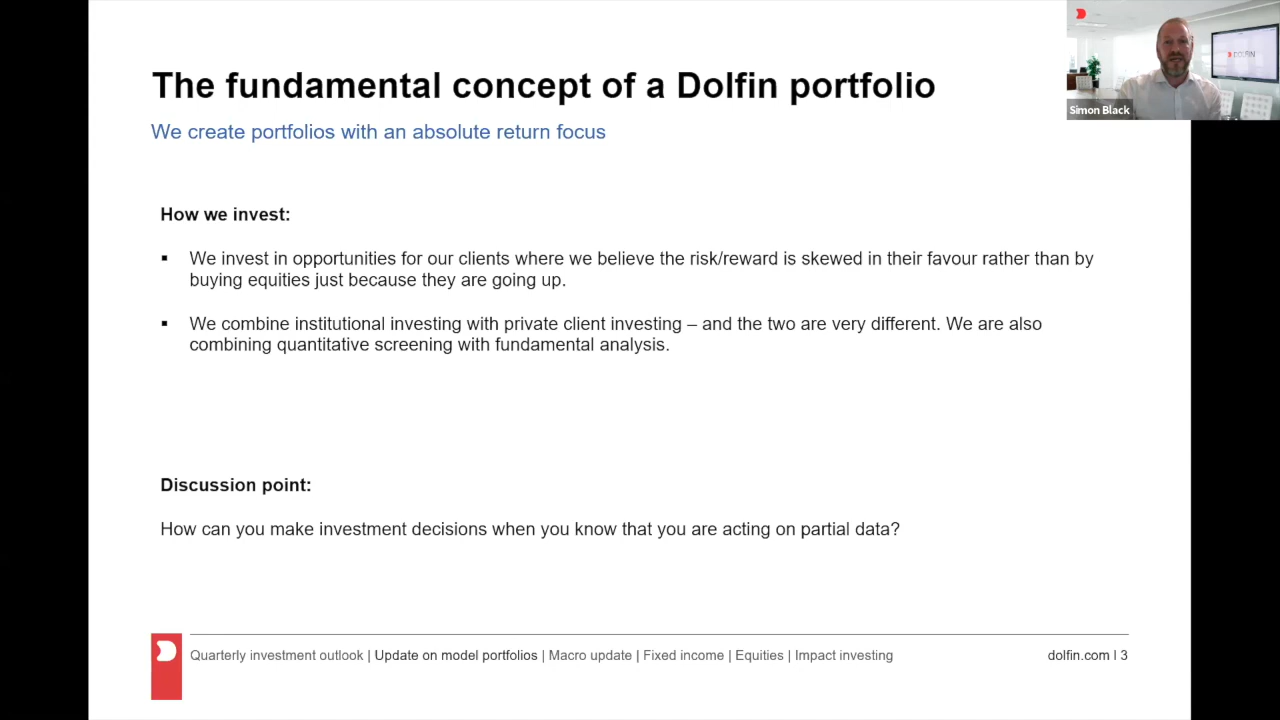 The fundamental concept of a Dolfin portfolio
We create portfolios with an absolute return focus
DOLFIN
Simon Black
How we invest:
▪ We invest in opportunities for our clients where we believe the risk/reward is skewed in their favour rather than by
buying equities just because they are going up.
▪ We combine institutional investing with private client investing – and the two are very different. We are also
combining quantitative screening with fundamental analysis.
Discussion point:
How can you make investment decisions when you know that you are acting on partial data?
Quarterly investment outlook | Update on model portfolios | Macro update | Fixed income | Equities | Impact investing
dolfin.com | 3